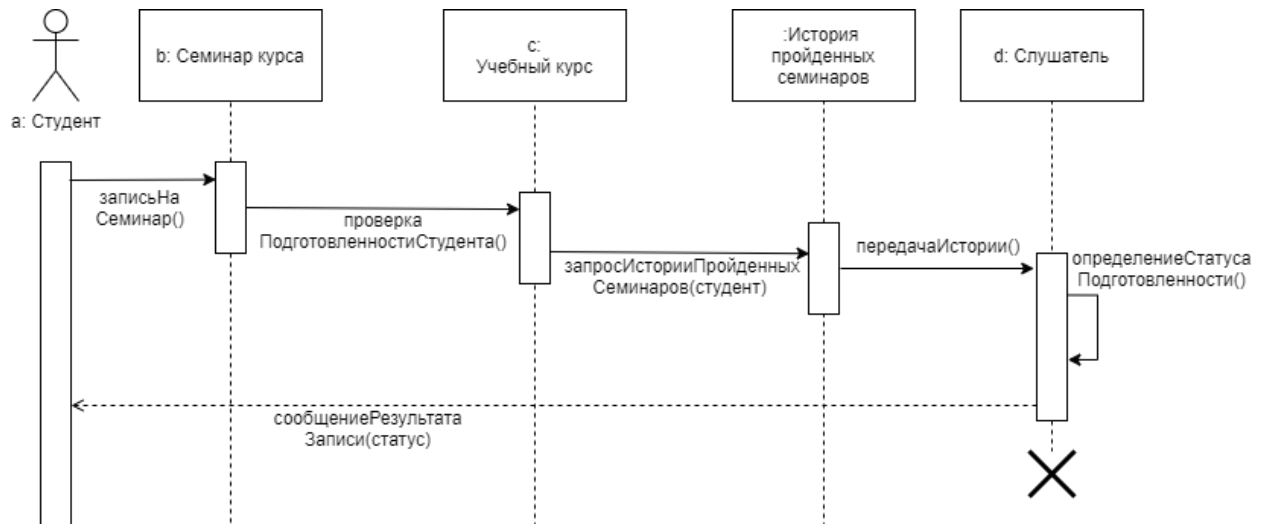 a: Студент
b: Семинар курса
c:
Учебный курс
:История
пройденных
семинаров
d: Слушатель
записьНа
Семинар()
проверка
ПодготовленностиСтудента()
запросИсторииПройденных
Семинаров(студент)
передачаИстории()
определениеСтатуса
Подготовленности()
сообщениеРезультата
Записи(статус)